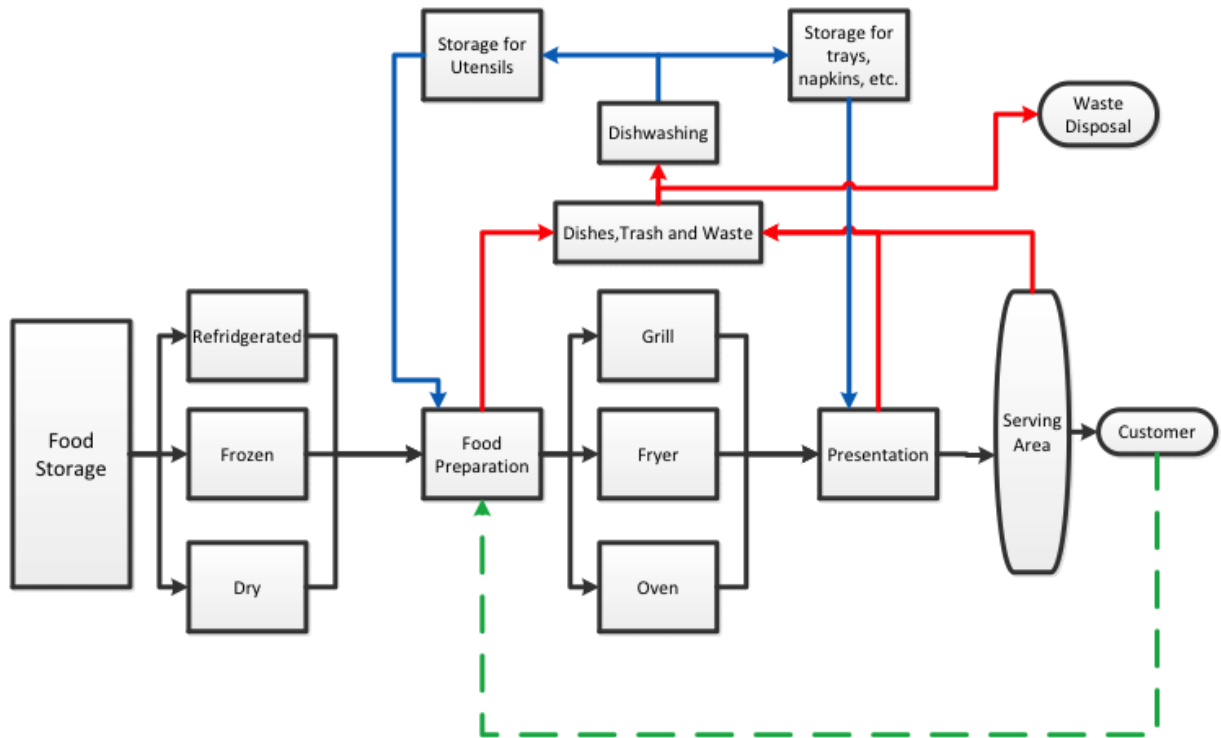 Storage for
Utensils
Storage for
trays,
napkins, etc.
Waste
Disposal
Dishwashing
Dishes,Trash and Waste
Refridgerated
Grill
Food
Storage
Frozen
Food
Preparation
Fryer
Presentation
Serving
Area
Customer
Dry
Oven